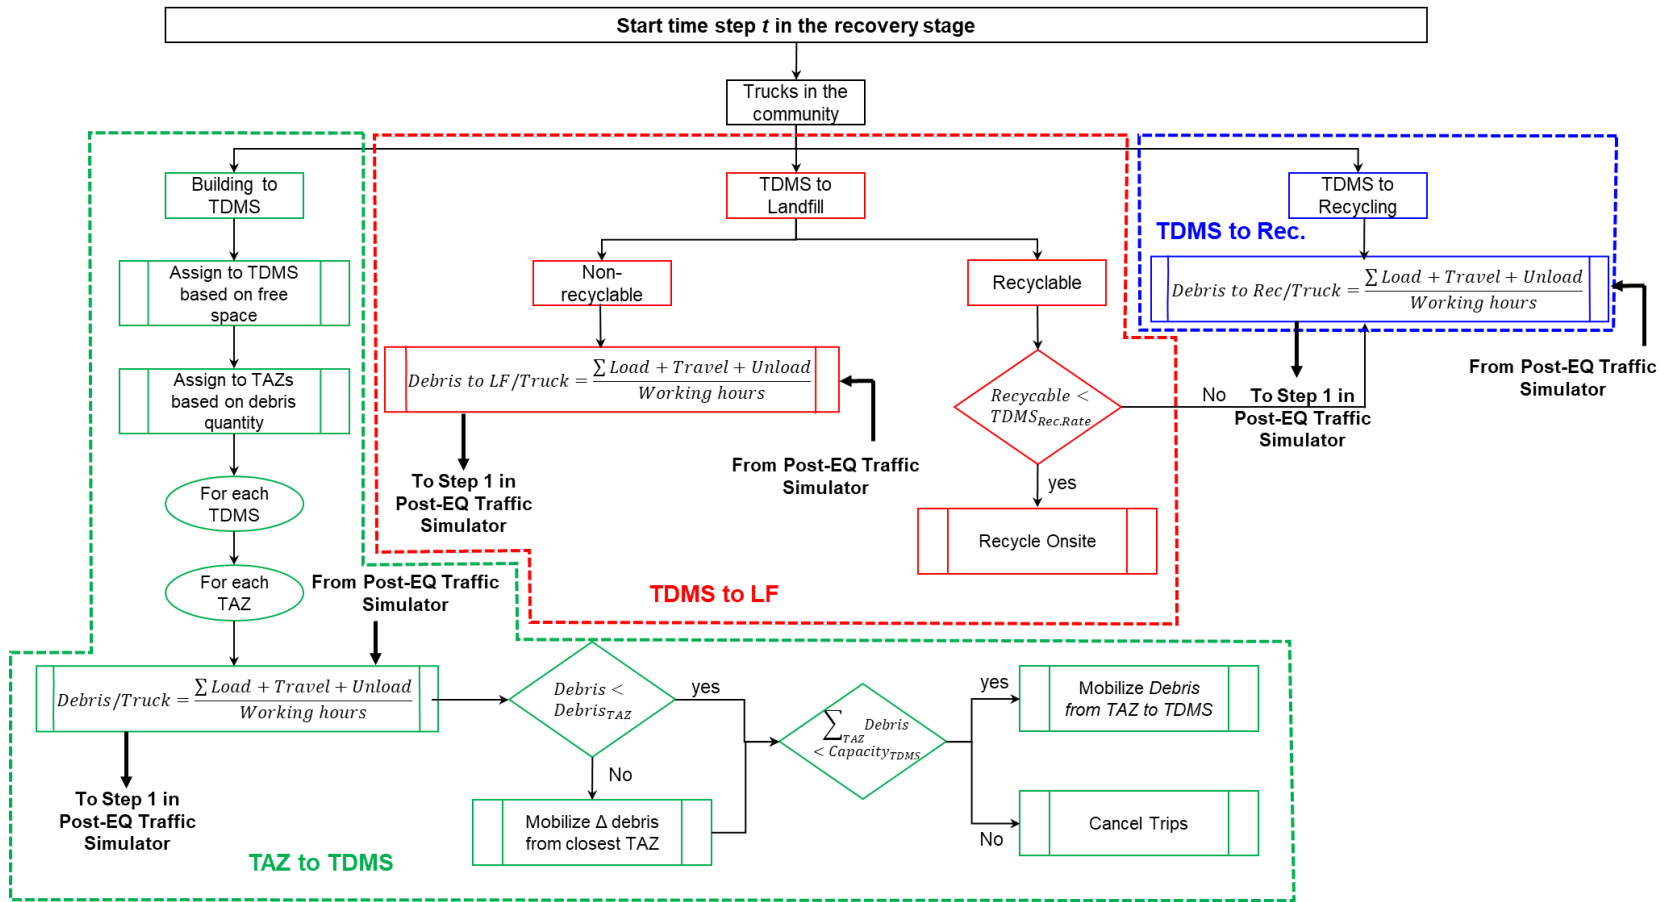 Start time step t in the recovery stage
Trucks in the
community
Building to
TDMS
TDMS to
Landfill
TDMS to
Recycling
TDMS to Rec.
Assign to TDMS
based on free
space
Non-
recyclable
Recyclable
Debris to Rec/Truck = ∑ Load + Travel + Unload
Working hours
Assign to TAZs
based on debris
quantity
Debris to LF/Truck = ∑ Load + Travel + Unload
Working hours
Recycable <
TDMS_Rec.Rate
No
From Post-EQ Traffic
Simulator
To Step 1 in
Post-EQ Traffic
Simulator
From Post-EQ Traffic
Simulator
To Step 1 in
Post-EQ Traffic
Simulator
yes
For each
TDMS
Recycle Onsite
For each
TAZ
From Post-EQ Traffic
Simulator
TDMS to LF
Debris/Truck = ∑ Load + Travel + Unload
Working hours
Debris <
Debris_TAZ
yes
No
∑_TAZ Debris
< Capacity_TDMS
yes
Mobilize Debris
from TAZ to TDMS
To Step 1 in
Post-EQ Traffic
Simulator
Mobilize Δ debris
from closest TAZ
No
Cancel Trips
TAZ to TDMS